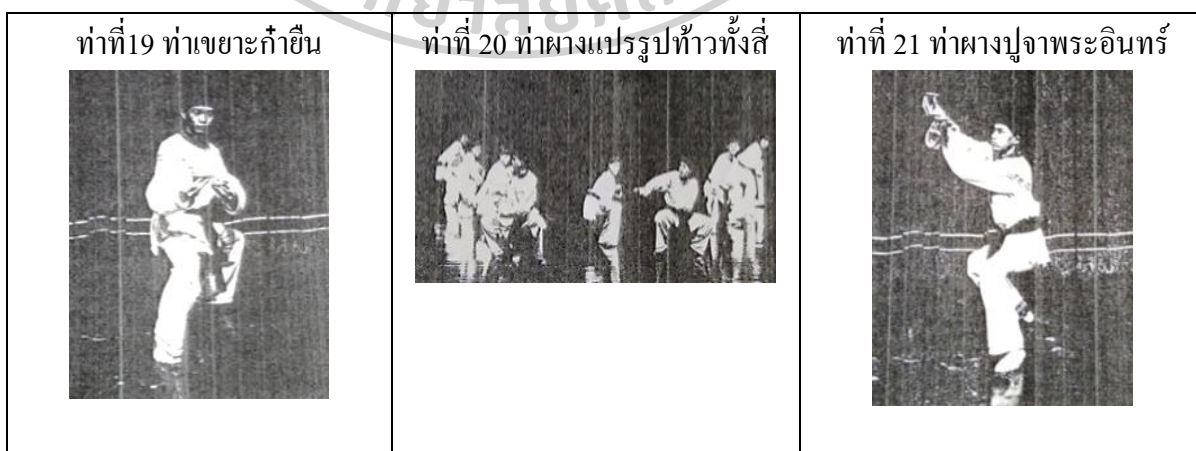 ท่าที่19 ท่าเขยาะก๋ายืน
ท่าที่ 20 ท่าผางแปรรูปท้าวทั้งสี่
ท่าที่ 21 ท่าผางปูจาพระอินทร์